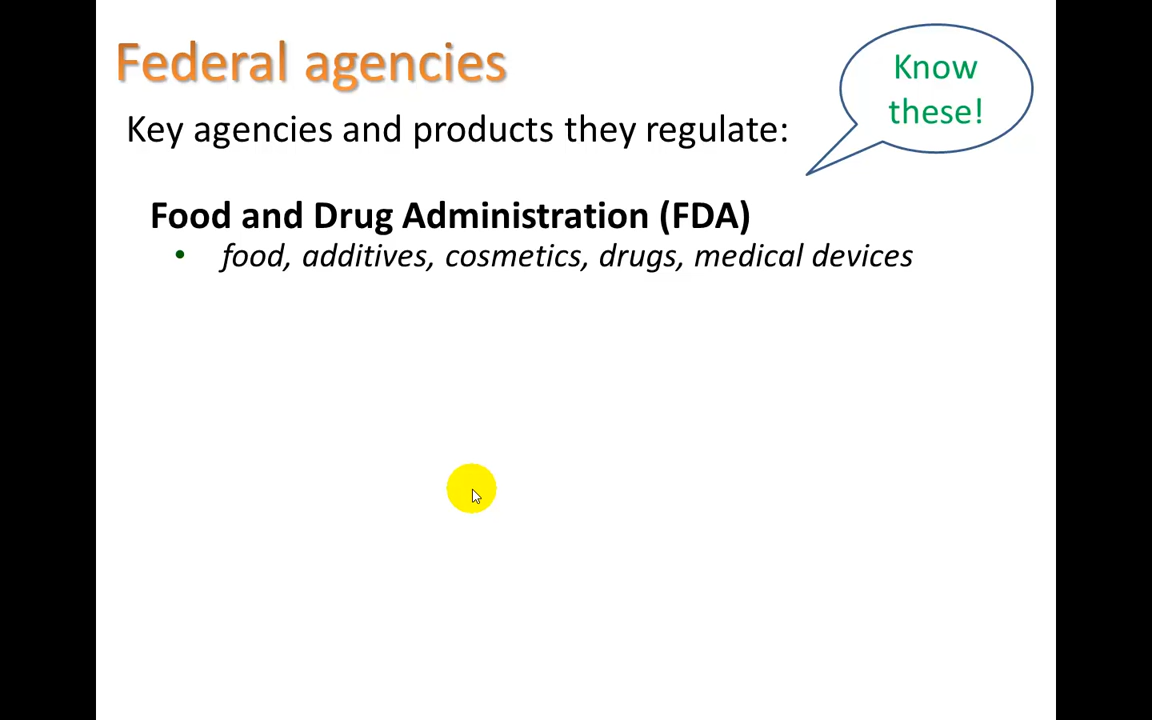 Federal agencies
Know
these!
Key agencies and products they regulate:
Food and Drug Administration (FDA)
• food, additives, cosmetics, drugs, medical devices